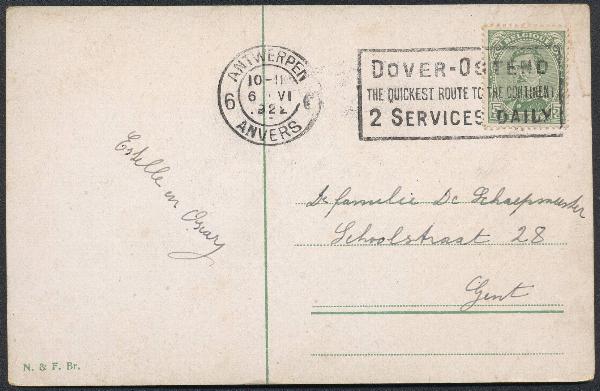 ANTWERPEN
10-11
6 6 VI 6
1922
ANVERS
DOVER-OSTEND
THE QUICKEST ROUTE TO THE CONTINENT
2 SERVICES DAILY
BELGIQUE
Estelle en Oscar
De familie De Schaepmeester
Schoolstraat 28
Gent
N. & F. Br.